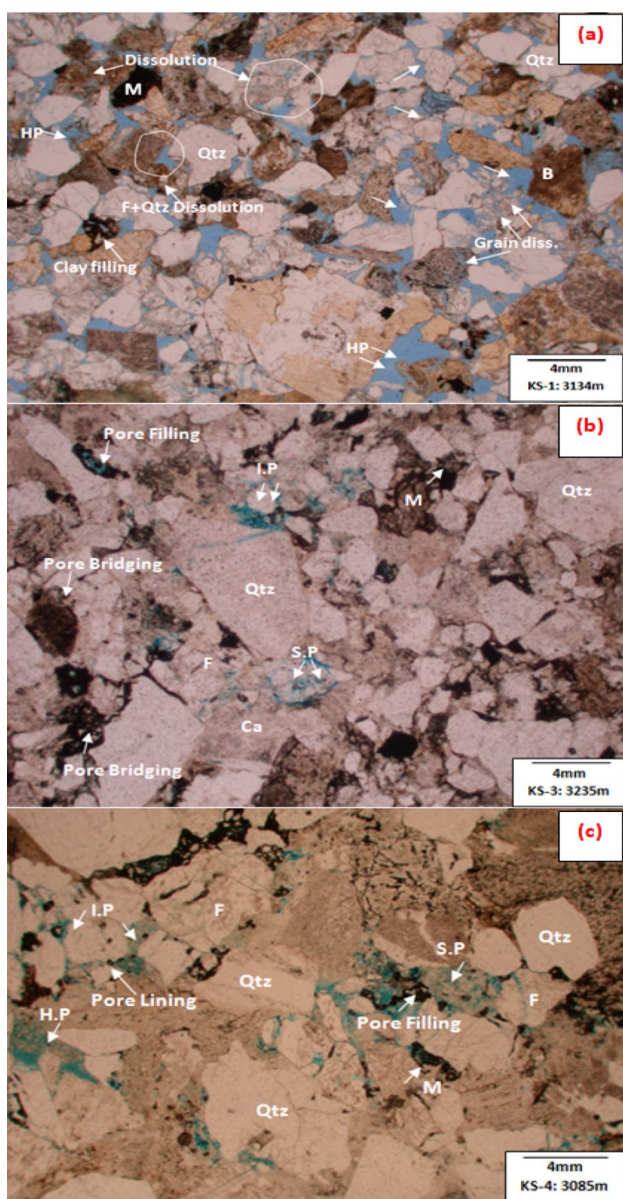 (a)
Dissolution
Qtz
M
HP
Qtz
B
F+Qtz Dissolution
Grain diss.
Clay filling
HP
4mm
KS-1: 3134m
(b)
Pore Filling
I.P
M
Qtz
Pore Bridging
Qtz
S.P
F
Ca
Pore Bridging
4mm
KS-3: 3235m
(c)
I.P
F
S.P
Qtz
Pore Lining
Qtz
F
H.P
Pore Filling
M
Qtz
4mm
KS-4: 3085m